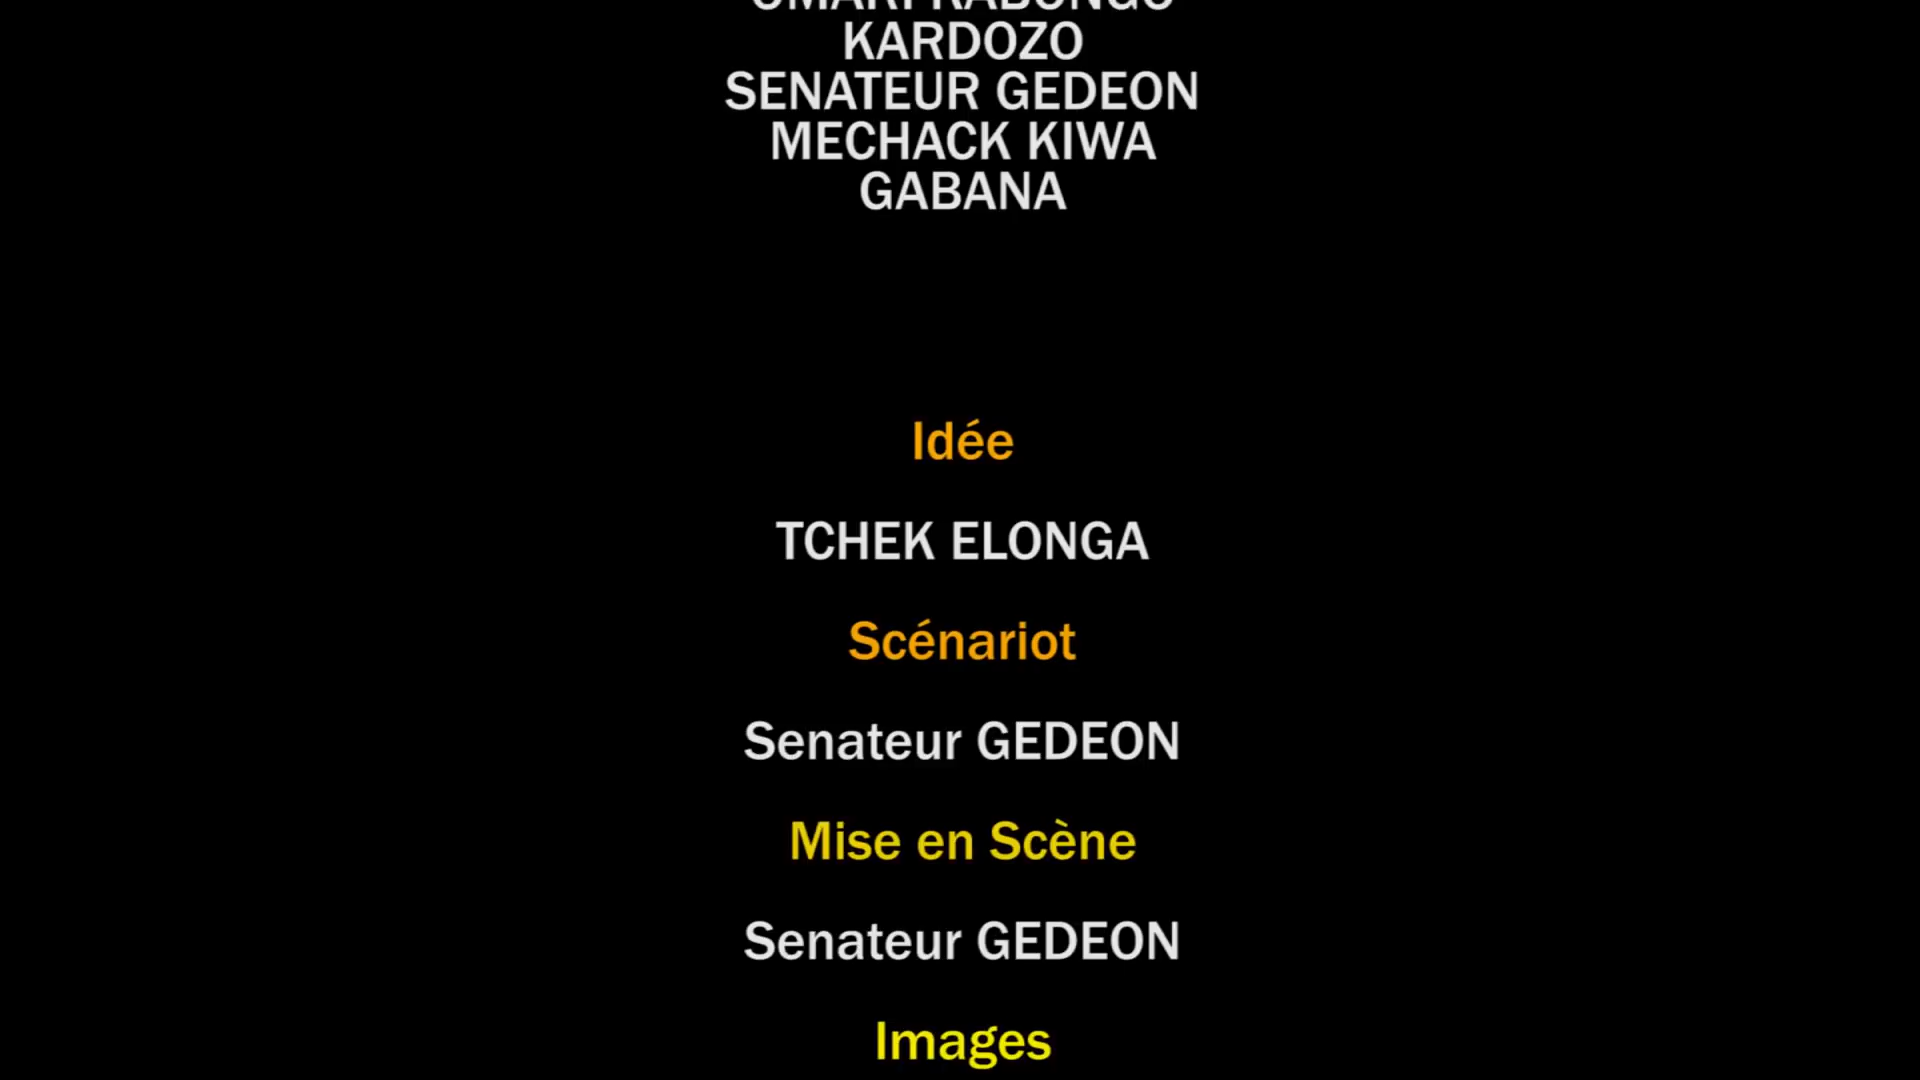 KARDOZO
SENATEUR GEDEON
MECHACK KIWA
GABANA
Idée
TCHEK ELONGA
Scénariot
Senateur GEDEON
Mise en Scène
Senateur GEDEON
Images